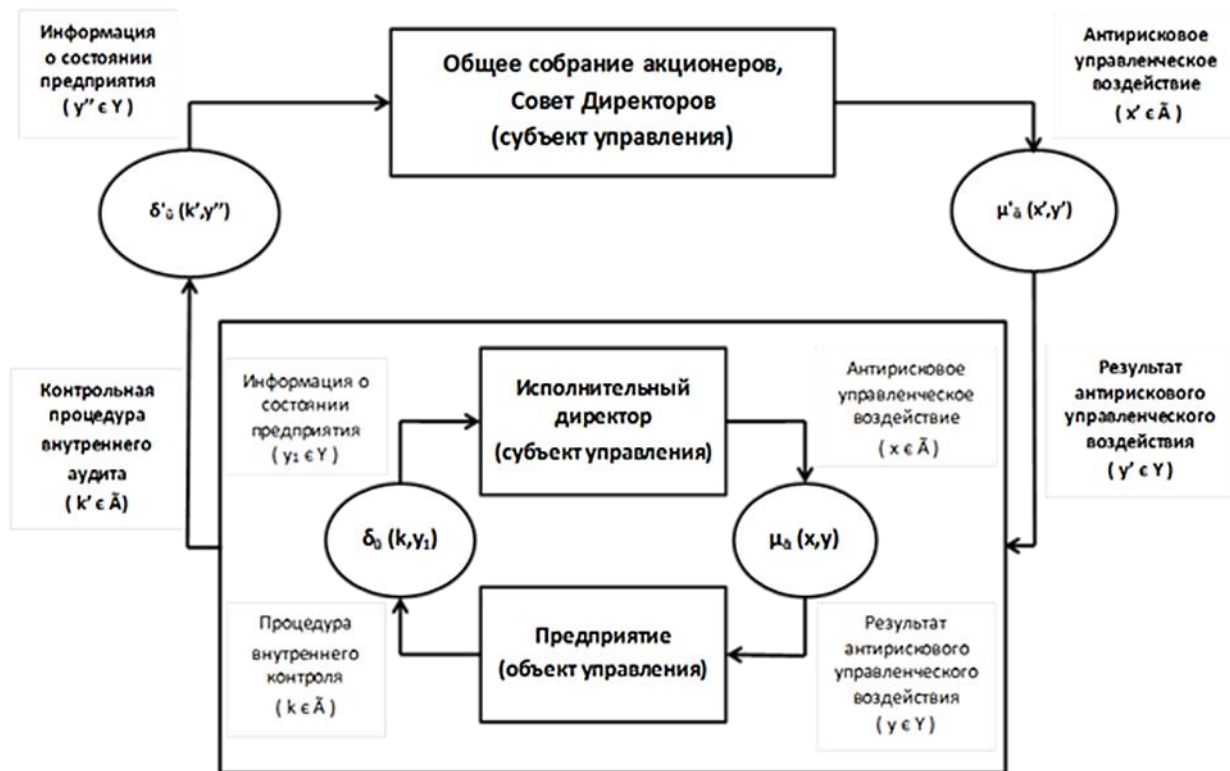 Информация
о состоянии
предприятия
( y'' є Y )
Общее собрание акционеров,
Совет Директоров
(субъект управления)
Антирисковое
управленческое
воздействие
( x' є Ã )
δ'ũ (k',y'')
μ'ã (x',y')
Контрольная
процедура
внутреннего
аудита
( k' є Ã)
Информация о
состоянии
предприятия
( y₁ є Y )
Исполнительный
директор
(субъект управления)
Антирисковое
управленческое
воздействие
( x є Ã )
Результат
антирискового
управленческого
воздействия
( y' є Y )
δũ (k,y₁)
μã (x,y)
Процедура
внутреннего
контроля
( k є Ã )
Предприятие
(объект управления)
Результат
антирискового
управленческого
воздействия
( y є Y )